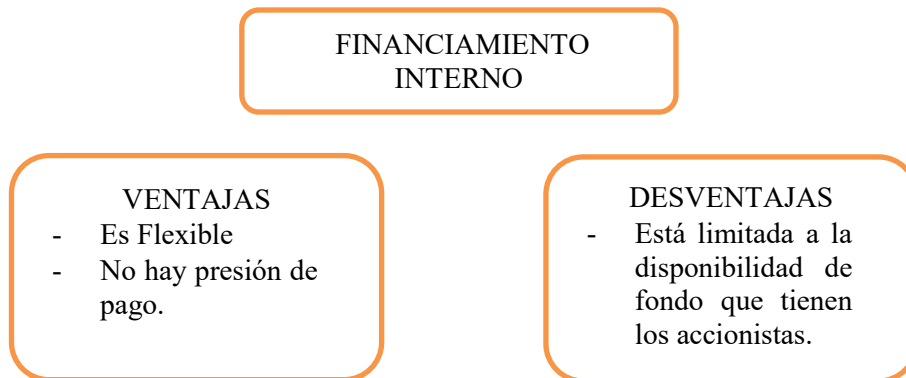 FINANCIAMIENTO
INTERNO
VENTAJAS
- Es Flexible
- No hay presión de
pago.
DESVENTAJAS
- Está limitada a la
disponibilidad de
fondo que tienen
los accionistas.